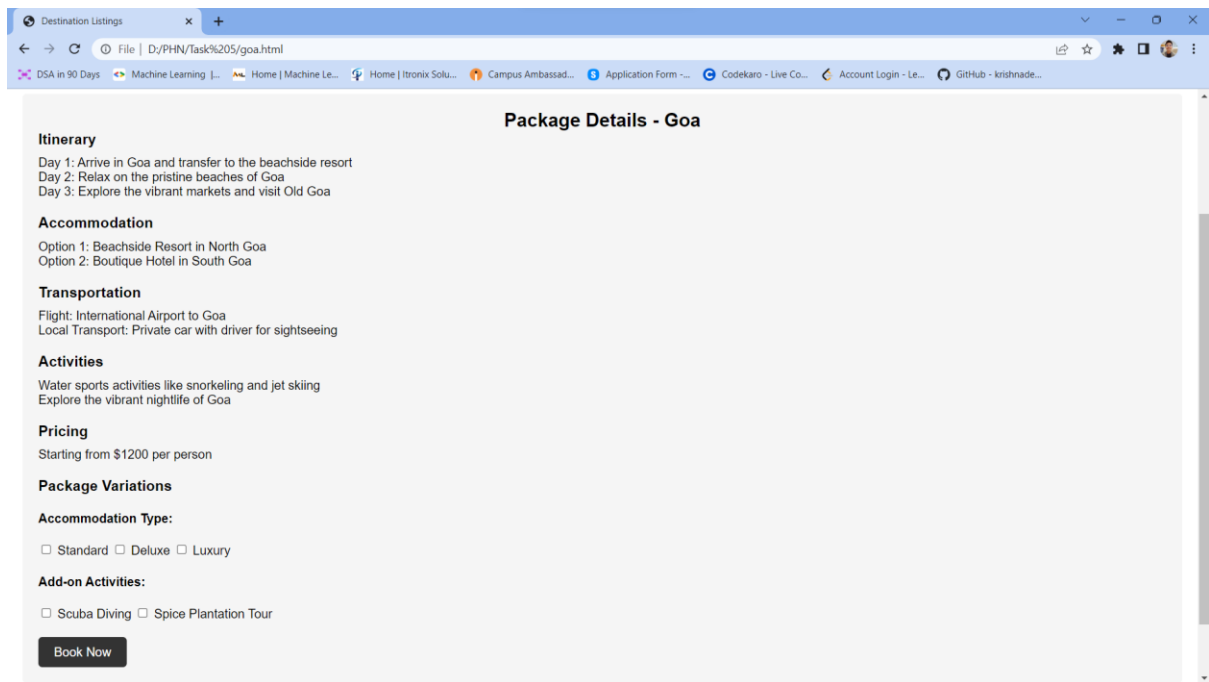 Destination Listings
File | D:/PHN/Task%205/goa.html
DSA in 90 Days Machine Learning |... Home | Machine Le... Home | Itronix Solu... Campus Ambassad... Application Form -... Codekaro - Live Co... Account Login - Le... GitHub - krishnade...
Package Details - Goa
Itinerary
Day 1: Arrive in Goa and transfer to the beachside resort
Day 2: Relax on the pristine beaches of Goa
Day 3: Explore the vibrant markets and visit Old Goa
Accommodation
Option 1: Beachside Resort in North Goa
Option 2: Boutique Hotel in South Goa
Transportation
Flight: International Airport to Goa
Local Transport: Private car with driver for sightseeing
Activities
Water sports activities like snorkeling and jet skiing
Explore the vibrant nightlife of Goa
Pricing
Starting from $1200 per person
Package Variations
Accommodation Type:
Standard Deluxe Luxury
Add-on Activities:
Scuba Diving Spice Plantation Tour
Book Now